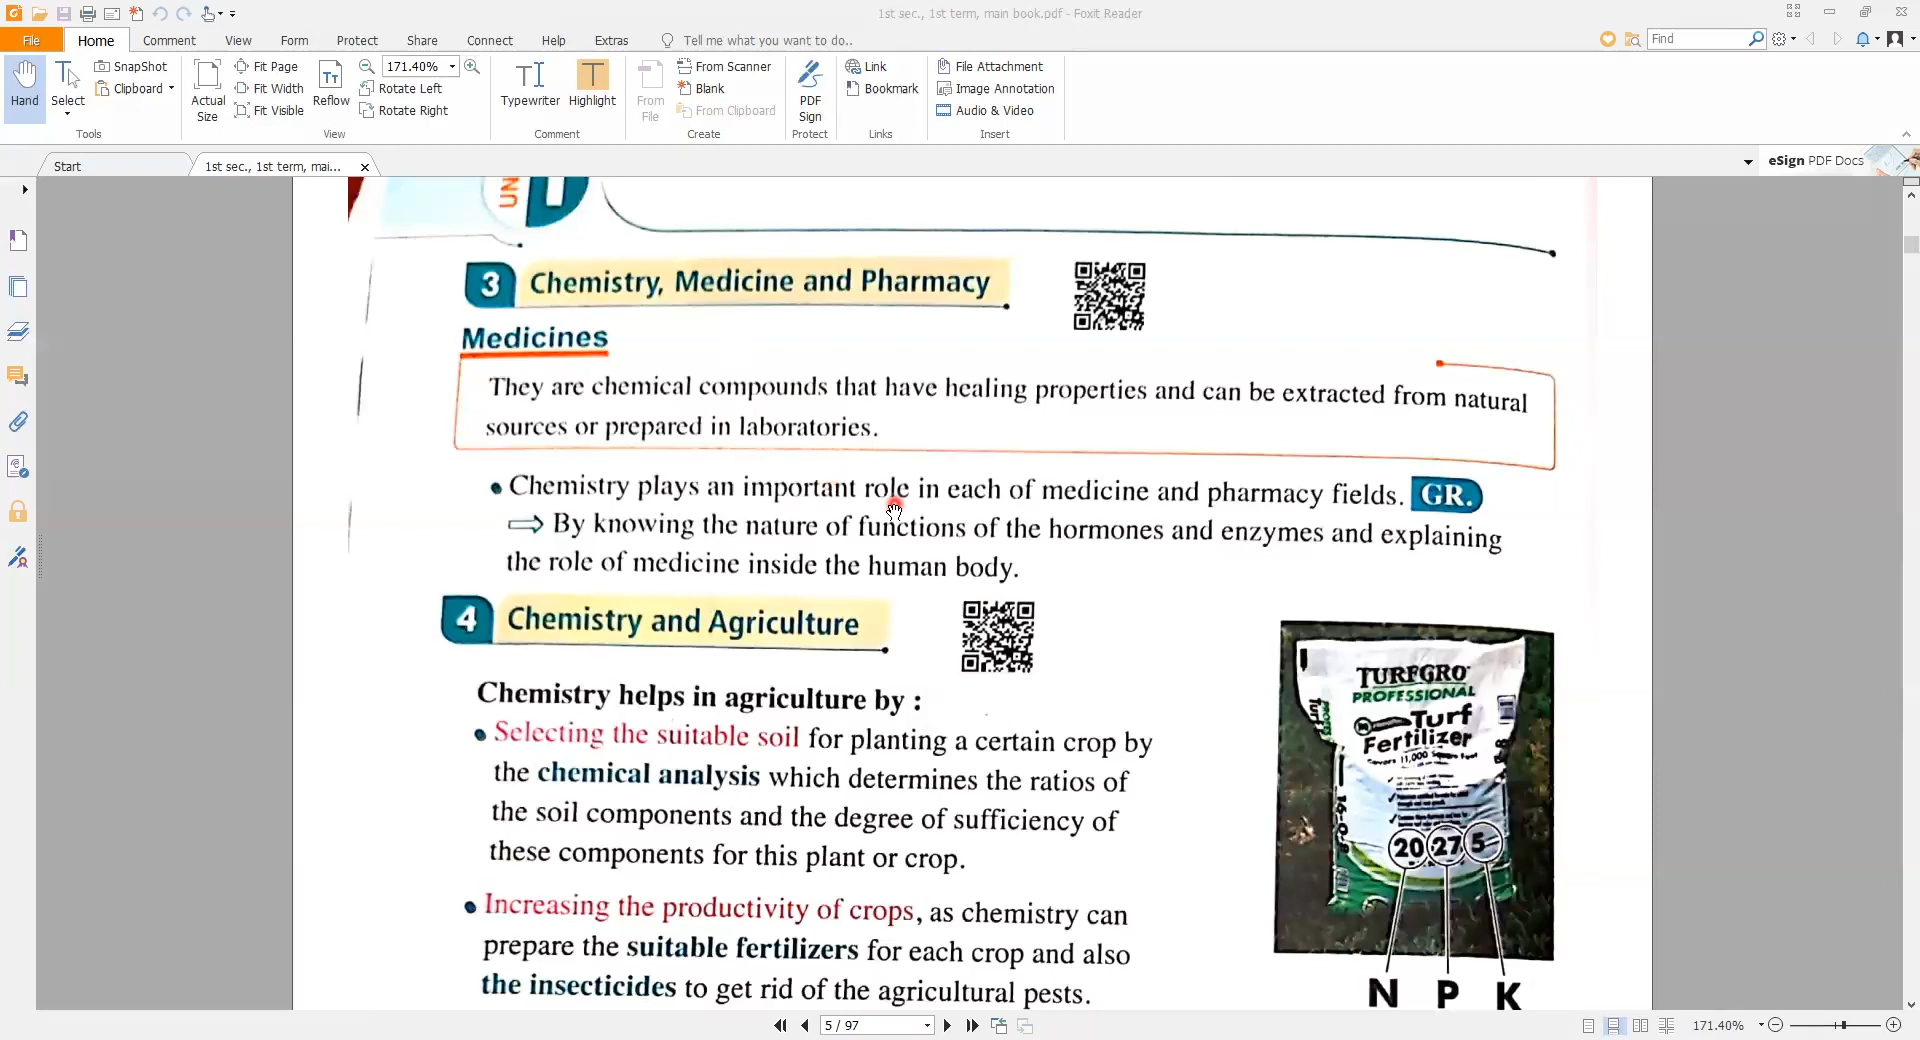 1st sec., 1st term, main book.pdf - Foxit Reader
File Home Comment View Form Protect Share Connect Help Extras Tell me what you want to do.. Find
Hand
Select
SnapShot
Clipboard
Tools
Actual Size
Fit Page
Fit Width
Fit Visible
Reflow
171.40%
Rotate Left
Rotate Right
View
Typewriter
Highlight
Comment
From File
From Scanner
Blank
From Clipboard
Create
PDF Sign
Protect
Link
Bookmark
Links
File Attachment
Image Annotation
Audio & Video
Insert
Start
1st sec., 1st term, mai...
eSign PDF Docs
UN
3 Chemistry, Medicine and Pharmacy
Medicines
They are chemical compounds that have healing properties and can be extracted from natural
sources or prepared in laboratories.
• Chemistry plays an important role in each of medicine and pharmacy fields. GR.
⇨ By knowing the nature of functions of the hormones and enzymes and explaining
the role of medicine inside the human body.
4 Chemistry and Agriculture
Chemistry helps in agriculture by :
• Selecting the suitable soil for planting a certain crop by
the chemical analysis which determines the ratios of
the soil components and the degree of sufficiency of
these components for this plant or crop.
• Increasing the productivity of crops, as chemistry can
prepare the suitable fertilizers for each crop and also
the insecticides to get rid of the agricultural pests.
TURFGRO
PROFESSIONAL
Turf
Fertilizer
Covers 11,000 Square Feet
20 27 5
N P K
5 / 97
171.40%